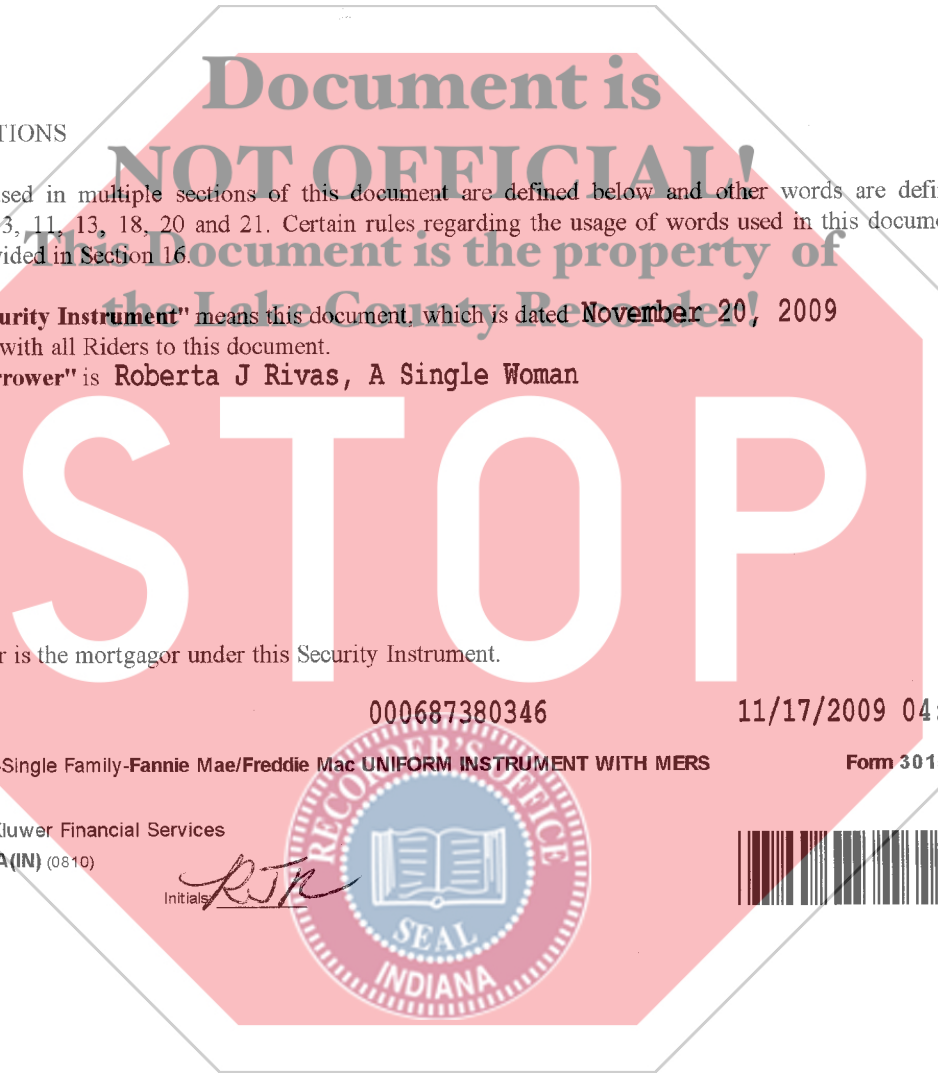 Document is
TIONS
NOT OFFICIAL!
sed in multiple sections of this document are defined below and other words are defi
3, 11, 13, 18, 20 and 21. Certain rules regarding the usage of words used in this docume
vided in Section 16.
This Document is the property of
the Lake County Recorder!
urity Instrument" means this document, which is dated November 20, 2009
with all Riders to this document.
rrower" is Roberta J Rivas, A Single Woman
STOP
r is the mortgagor under this Security Instrument.
000687380346 11/17/2009 04:
-Single Family-Fannie Mae/Freddie Mac UNIFORM INSTRUMENT WITH MERS Form 301
Kluwer Financial Services
A(IN) (0810)
Initials RJR
RECORDER'S OFFICE
SEAL
INDIANA